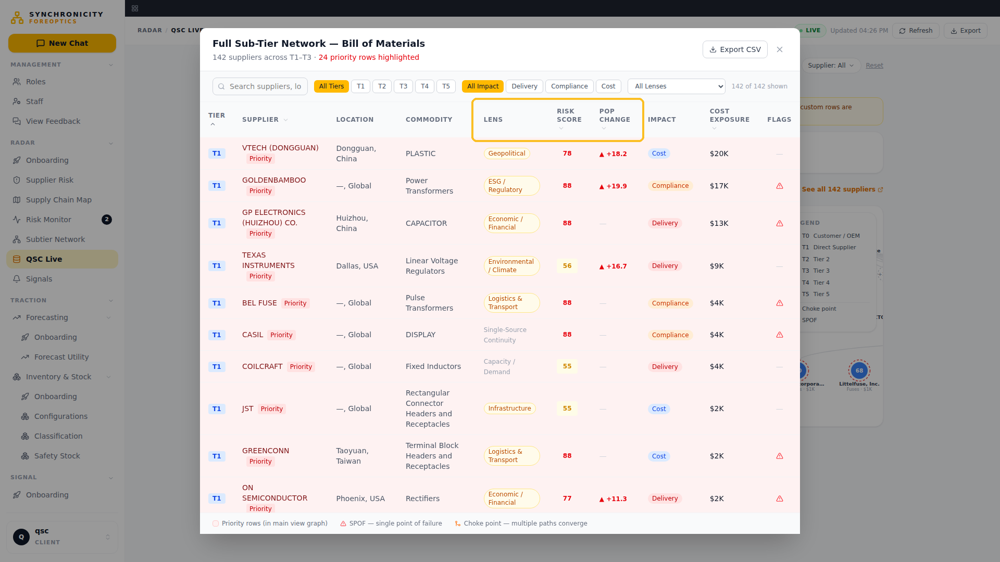 SYNCHRONICITY
FOREOPTICS
New Chat
MANAGEMENT
Roles
Staff
View Feedback
RADAR
Onboarding
Supplier Risk
Supply Chain Map
Risk Monitor 2
Subtier Network
QSC Live
Signals
TRACTION
Forecasting
Onboarding
Forecast Utility
Inventory & Stock
Onboarding
Configurations
Classification
Safety Stock
SIGNAL
Onboarding
Q
qsc
CLIENT
RADAR / QSC LIVE
LIVE Updated 04:26 PM Refresh Export
Supplier: All Reset
custom rows are
See all 142 suppliers
T0 Customer / OEM
T1 Direct Supplier
T2 Tier 2
T3 Tier 3
T4 Tier 4
T5 Tier 5
Choke point
SPOF
68
Littelfuse, Inc.
Fuses · $1K
Full Sub-Tier Network — Bill of Materials
142 suppliers across T1–T3 · 24 priority rows highlighted
Export CSV
Search suppliers, lo
All Tiers T1 T2 T3 T4 T5 All Impact Delivery Compliance Cost All Lenses 142 of 142 shown
TIER SUPPLIER LOCATION COMMODITY LENS RISK SCORE POP CHANGE IMPACT COST EXPOSURE FLAGS
T1 VTECH (DONGGUAN) Priority Dongguan, China PLASTIC Geopolitical 78 ▲ +18.2 Cost $20K —
T1 GOLDENBAMBOO Priority —, Global Power Transformers ESG / Regulatory 88 ▲ +19.9 Compliance $17K
T1 GP ELECTRONICS (HUIZHOU) CO. Priority Huizhou, China CAPACITOR Economic / Financial 88 — Delivery $13K
T1 TEXAS INSTRUMENTS Priority Dallas, USA Linear Voltage Regulators Environmental / Climate 56 ▲ +16.7 Delivery $9K —
T1 BEL FUSE Priority —, Global Pulse Transformers Logistics & Transport 88 — Compliance $4K
T1 CASIL Priority —, Global DISPLAY Single-Source Continuity 88 — Compliance $4K
T1 COILCRAFT Priority —, Global Fixed Inductors Capacity / Demand 55 — Delivery $4K —
T1 JST Priority —, Global Rectangular Connector Headers and Receptacles Infrastructure 55 — Cost $2K —
T1 GREENCONN Priority Taoyuan, Taiwan Terminal Block Headers and Receptacles Logistics & Transport 88 — Cost $2K
T1 ON SEMICONDUCTOR Priority Phoenix, USA Rectifiers Economic / Financial 77 ▲ +11.3 Delivery $2K
Priority rows (in main view graph) SPOF — single point of failure Choke point — multiple paths converge